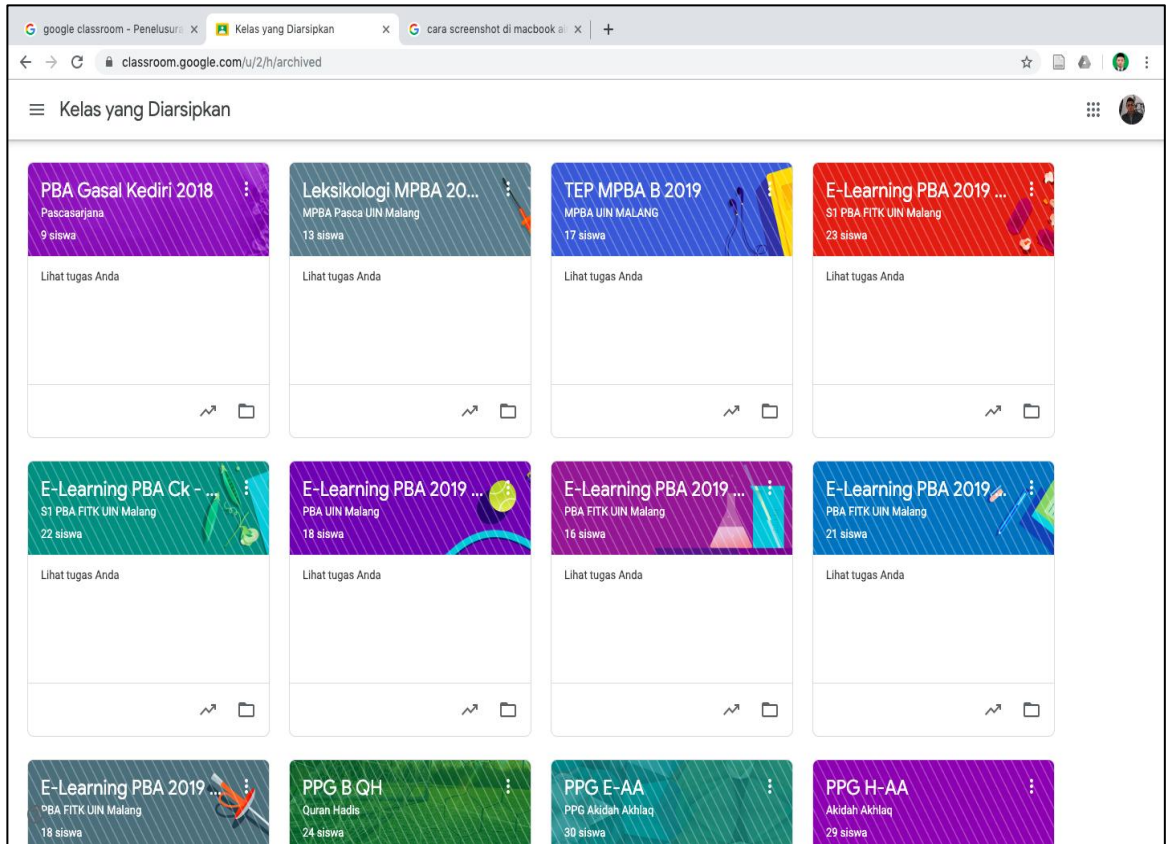 google classroom - Penelusura
Kelas yang Diarsipkan
cara screenshot di macbook ai
classroom.google.com/u/2/h/archived
Kelas yang Diarsipkan
PBA Gasal Kediri 2018
Pascasarjana
9 siswa
Lihat tugas Anda
Leksikologi MPBA 20...
MPBA Pasca UIN Malang
13 siswa
Lihat tugas Anda
TEP MPBA B 2019
MPBA UIN MALANG
17 siswa
Lihat tugas Anda
E-Learning PBA 2019 ...
S1 PBA FITK UIN Malang
23 siswa
Lihat tugas Anda
E-Learning PBA Ck - ...
S1 PBA FITK UIN Malang
22 siswa
Lihat tugas Anda
E-Learning PBA 2019 ...
PBA UIN Malang
18 siswa
Lihat tugas Anda
E-Learning PBA 2019 ...
PBA FITK UIN Malang
16 siswa
Lihat tugas Anda
E-Learning PBA 2019...
PBA FITK UIN Malang
21 siswa
Lihat tugas Anda
E-Learning PBA 2019 ...
PBA FITK UIN Malang
18 siswa
PPG B QH
Quran Hadis
24 siswa
PPG E-AA
PPG Akidah Akhlaq
30 siswa
PPG H-AA
Akidah Akhlaq
29 siswa